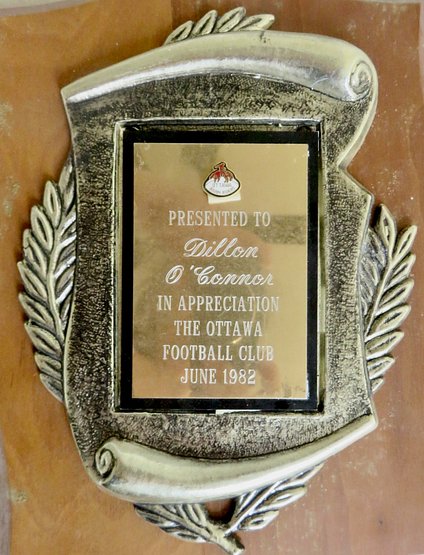 PRESENTED TO
Dillon
O'Connor
IN APPRECIATION
THE OTTAWA
FOOTBALL CLUB
JUNE 1982